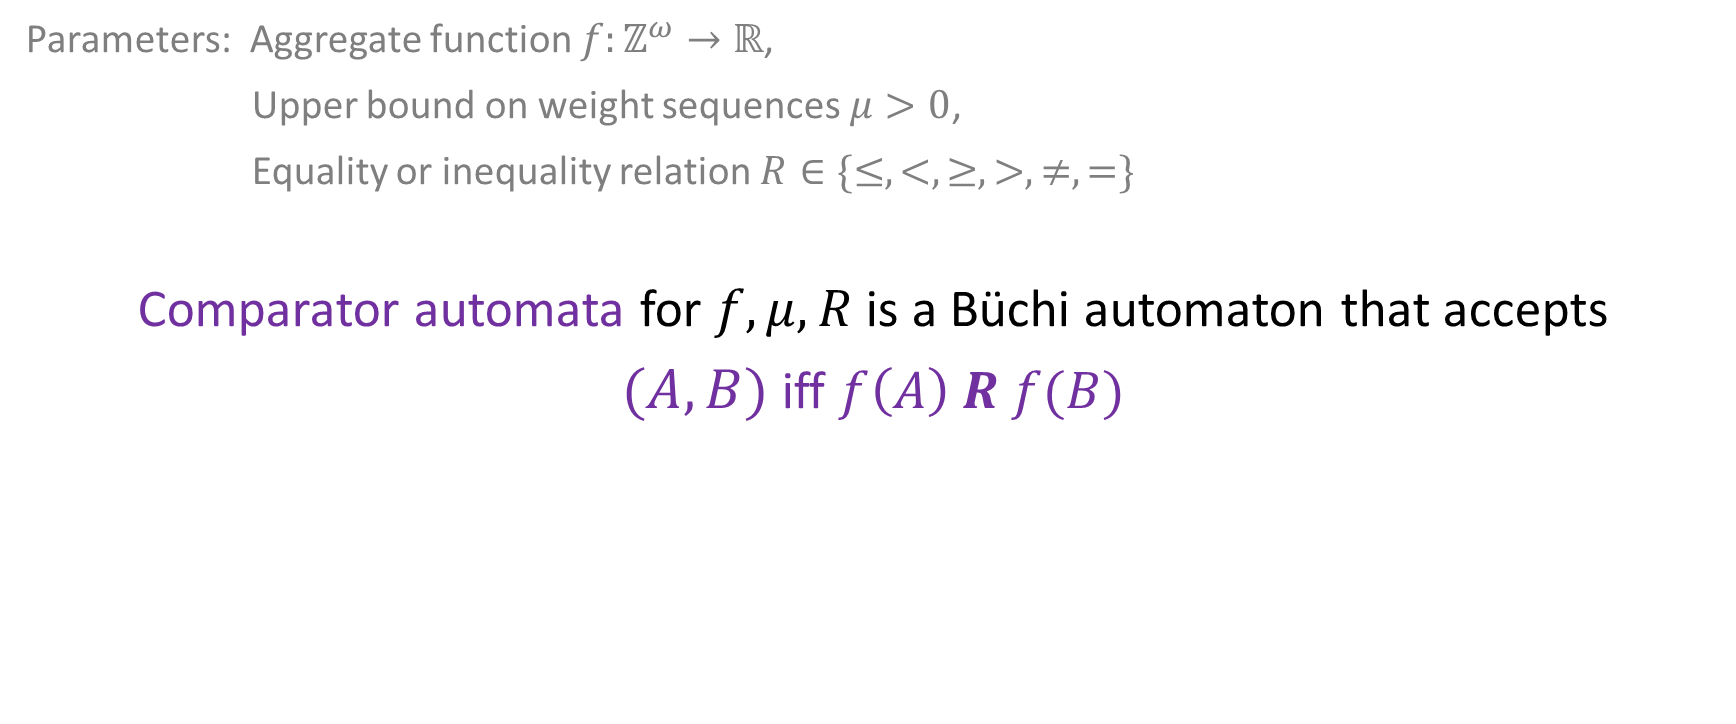 Parameters: Aggregate function f: ℤ^ω → ℝ,
Upper bound on weight sequences μ > 0,
Equality or inequality relation R ∈ {≤, <, ≥, >, ≠, =}
Comparator automata for f, μ, R is a Büchi automaton that accepts
(A, B) iff f(A) R f(B)